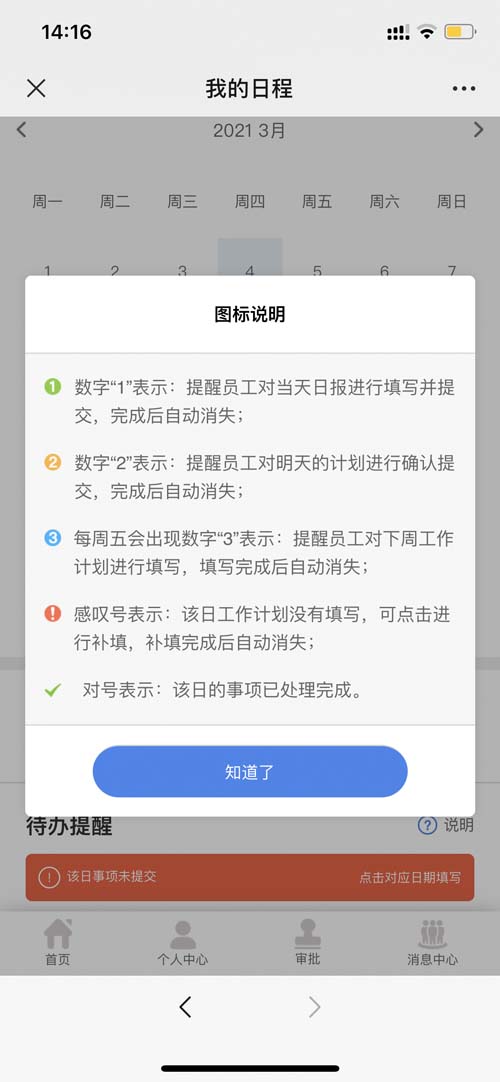 14:16
我的日程
2021 3月
周一 周二 周三 周四 周五 周六 周日
1 2 3 4 5 6 7
图标说明
1 数字“1”表示：提醒员工对当天日报进行填写并提
交，完成后自动消失；
2 数字“2”表示：提醒员工对明天的计划进行确认提
交，完成后自动消失；
3 每周五会出现数字“3”表示：提醒员工对下周工作
计划进行填写，填写完成后自动消失；
! 感叹号表示：该日工作计划没有填写，可点击进
行补填，补填完成后自动消失；
对号表示：该日的事项已处理完成。
知道了
待办提醒 ? 说明
! 该日事项未提交 点击对应日期填写
首页 个人中心 审批 消息中心